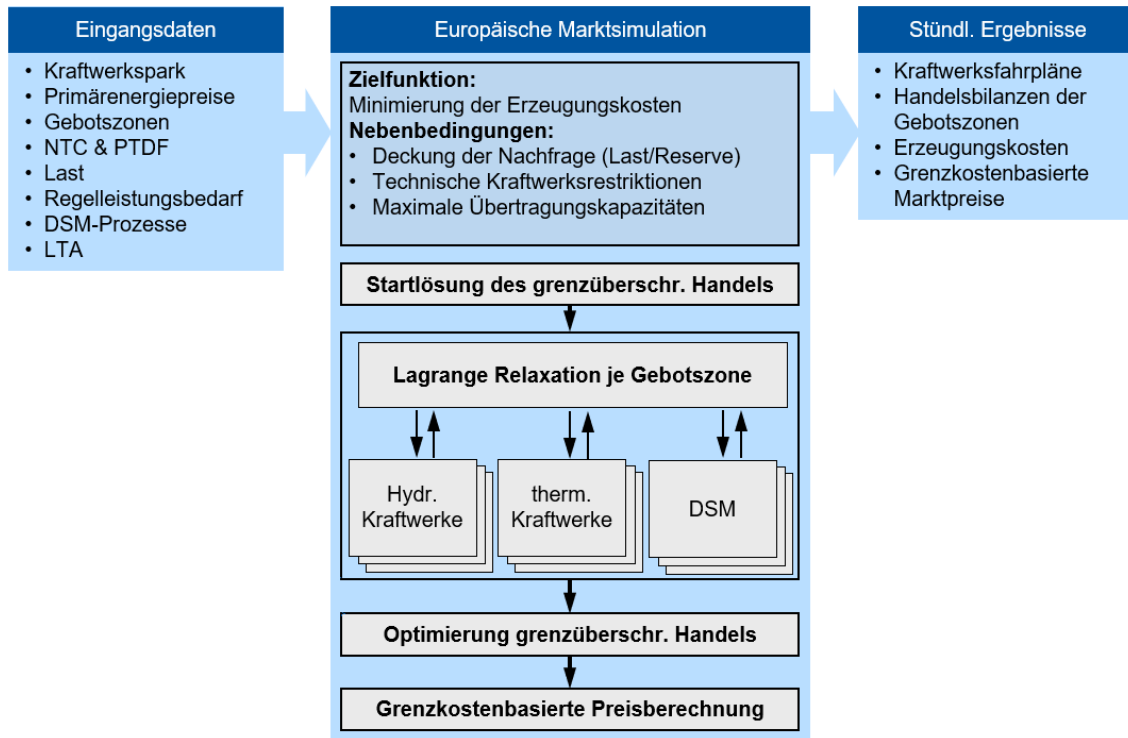 Eingangsdaten
• Kraftwerkspark
• Primärenergiepreise
• Gebotszonen
• NTC & PTDF
• Last
• Regelleistungsbedarf
• DSM-Prozesse
• LTA
Europäische Marktsimulation
Zielfunktion:
Minimierung der Erzeugungskosten
Nebenbedingungen:
• Deckung der Nachfrage (Last/Reserve)
• Technische Kraftwerksrestriktionen
• Maximale Übertragungskapazitäten
Startlösung des grenzüberschr. Handels
Lagrange Relaxation je Gebotszone
Hydr.
Kraftwerke
therm.
Kraftwerke
DSM
Optimierung grenzüberschr. Handels
Grenzkostenbasierte Preisberechnung
Stündl. Ergebnisse
• Kraftwerksfahrpläne
• Handelsbilanzen der
Gebotszonen
• Erzeugungskosten
• Grenzkostenbasierte
Marktpreise